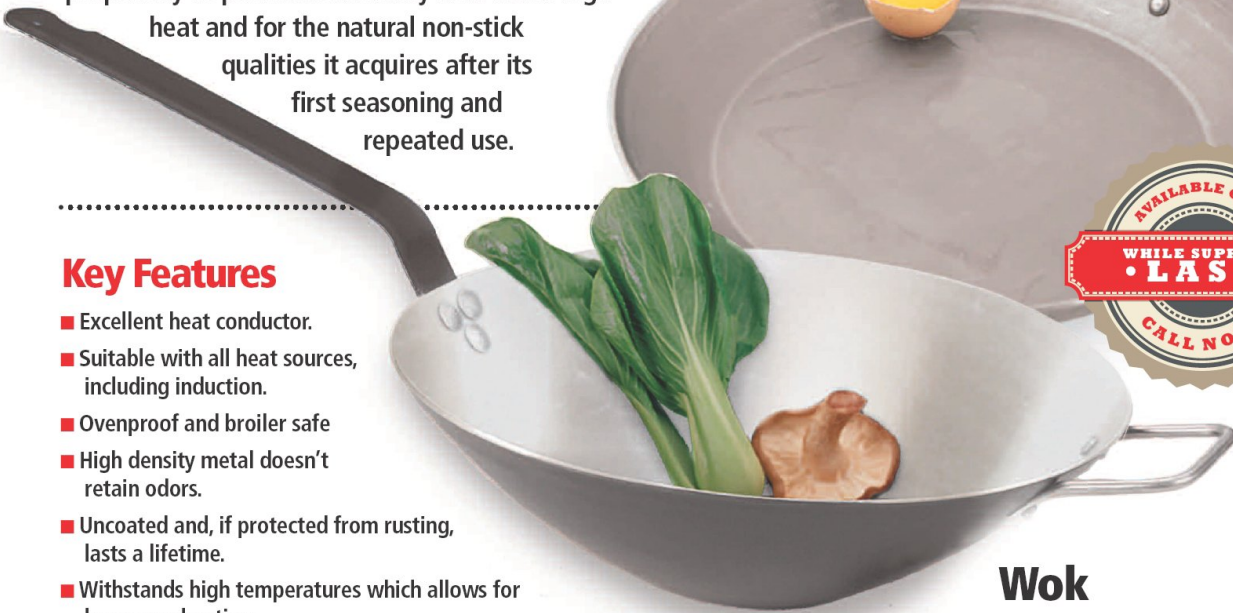 heat and for the natural non-stick
qualities it acquires after its
first seasoning and
repeated use.
Key Features
■ Excellent heat conductor.
■ Suitable with all heat sources,
including induction.
■ Ovenproof and broiler safe
■ High density metal doesn't
retain odors.
■ Uncoated and, if protected from rusting,
lasts a lifetime.
■ Withstands high temperatures which allows for
AVAILABLE
WHILE
• LAS
CALL
Wok